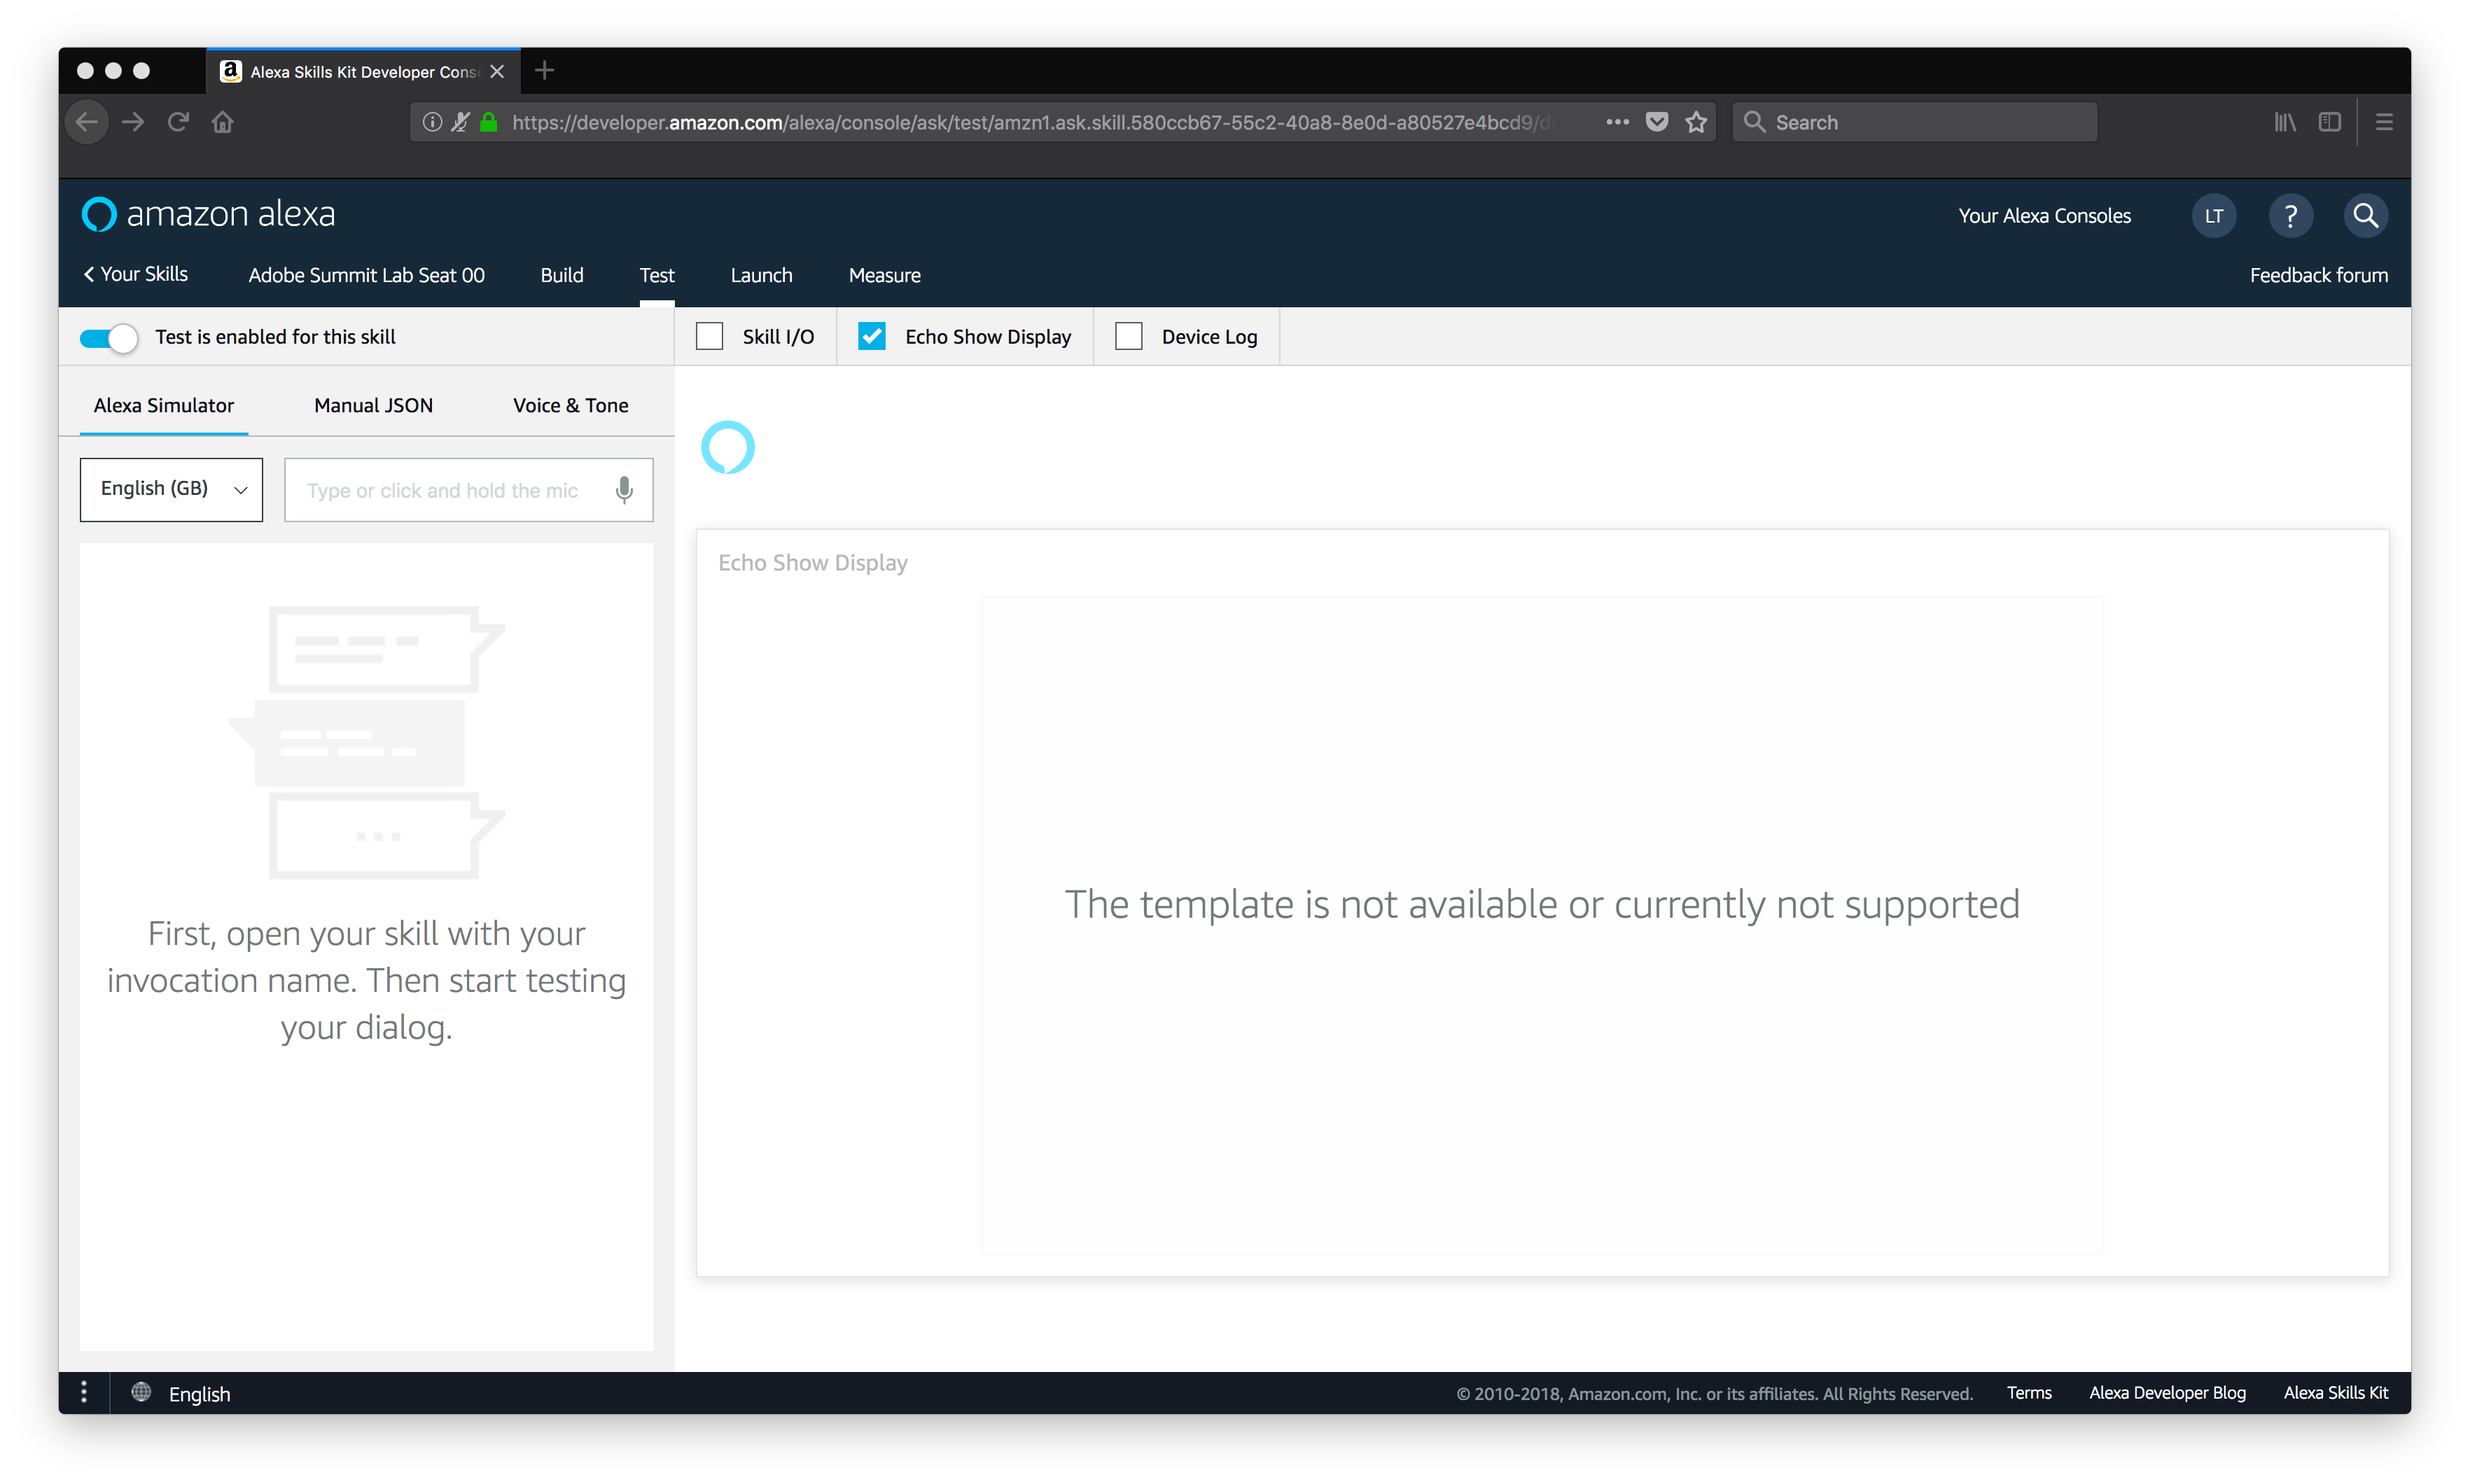 Alexa Skills Kit Developer Cons
https://developer.amazon.com/alexa/console/ask/test/amzn1.ask.skill.580ccb67-55c2-40a8-8e0d-a80527e4bcd9/d
Search
amazon alexa
Your Alexa Consoles
LT
?
Your Skills
Adobe Summit Lab Seat 00
Build
Test
Launch
Measure
Feedback forum
Test is enabled for this skill
Skill I/O
Echo Show Display
Device Log
Alexa Simulator
Manual JSON
Voice & Tone
English (GB)
Type or click and hold the mic
Echo Show Display
The template is not available or currently not supported
First, open your skill with your
invocation name. Then start testing
your dialog.
English
© 2010-2018, Amazon.com, Inc. or its affiliates. All Rights Reserved.
Terms
Alexa Developer Blog
Alexa Skills Kit